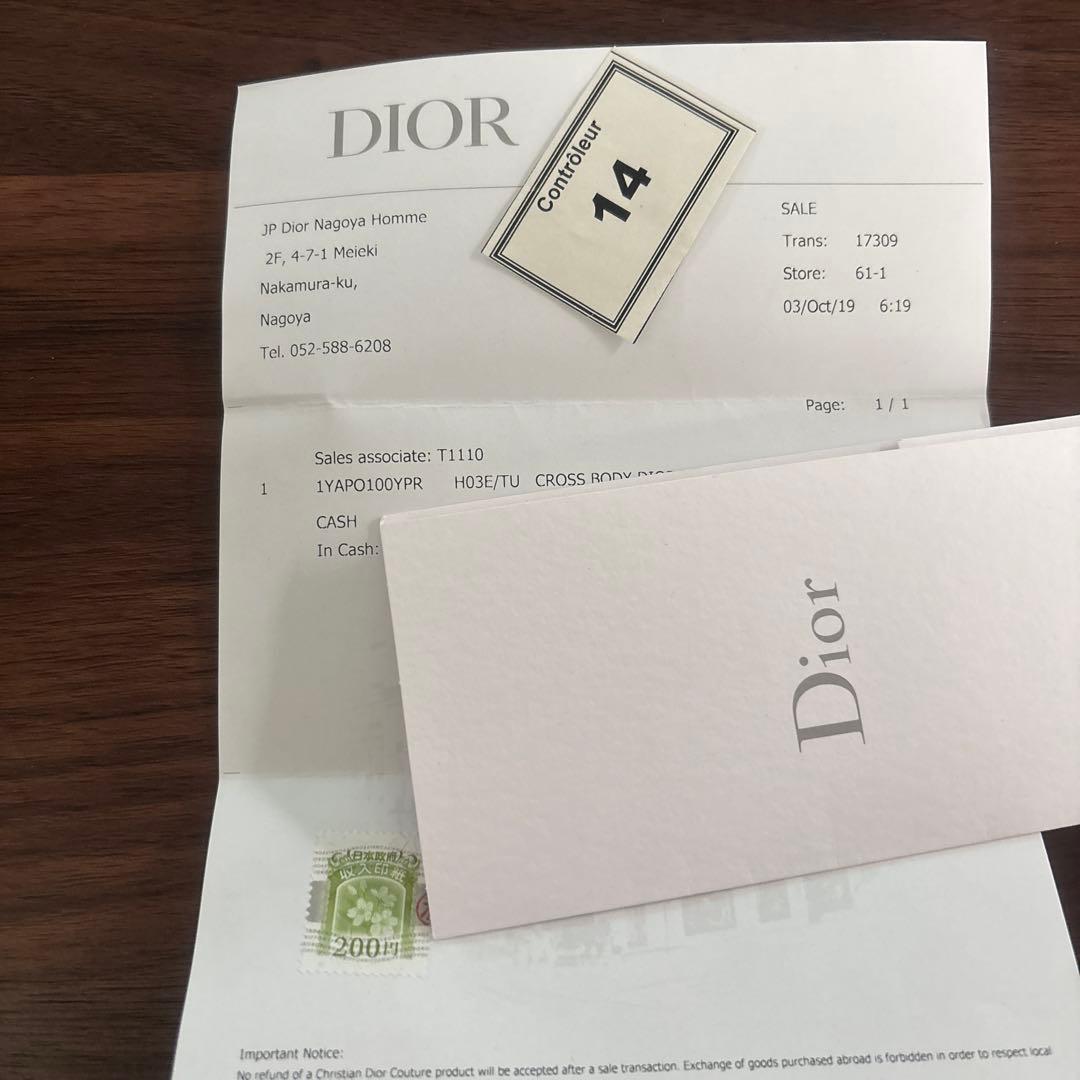 DIOR
Contrôleur
14
JP Dior Nagoya Homme
2F, 4-7-1 Meieki
Nakamura-ku,
Nagoya
Tel. 052-588-6208
SALE
Trans: 17309
Store: 61-1
03/Oct/19 6:19
Page: 1 / 1
Sales associate: T1110
1 1YAPO100YPR H03E/TU CROSS BODY
CASH
In Cash:
Dior
日本政府
収入印紙
200円
Important Notice:
No refund of a Christian Dior Couture product will be accepted after a sale transaction. Exchange of goods purchased abroad is forbidden in order to respect local